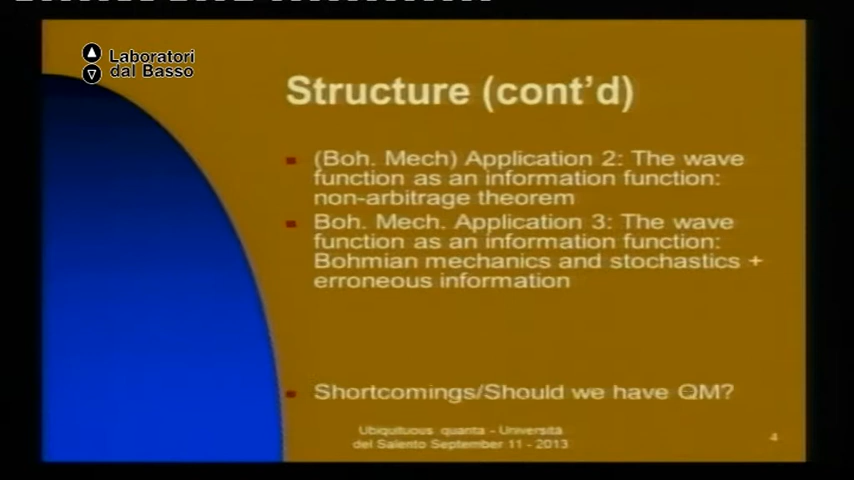 Laboratori
dal Basso
Structure (cont'd)
(Boh. Mech) Application 2: The wave
function as an information function:
non-arbitrage theorem
Boh. Mech. Application 3: The wave
function as an information function:
Bohmian mechanics and stochastics +
erroneous information
Shortcomings/Should we have QM?
Ubiquituous quanta - Università
del Salento September 11 - 2013
4